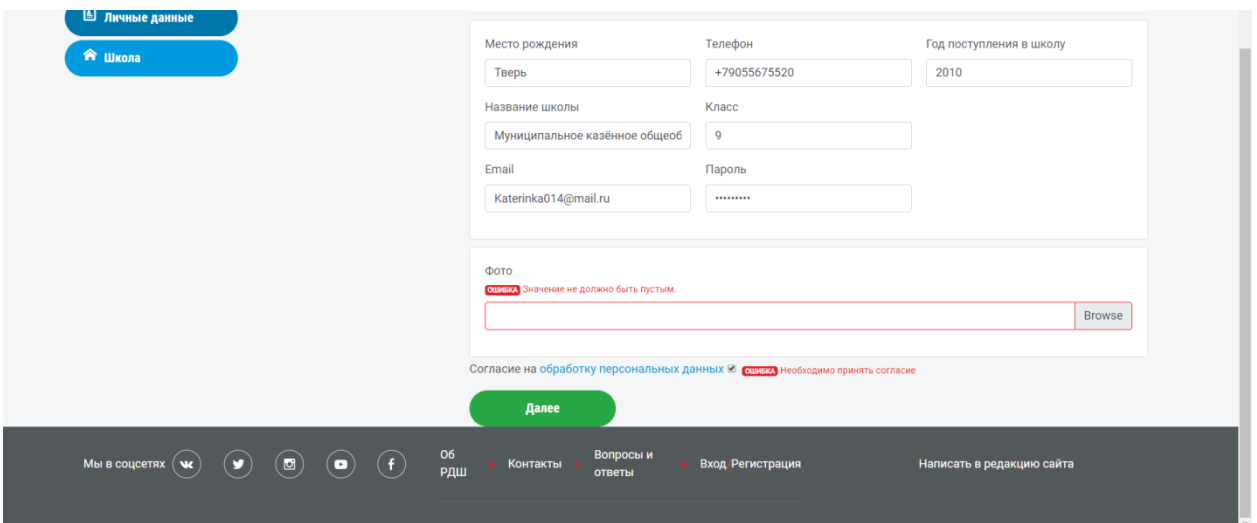 Личные данные
Школа
Место рождения
Телефон
Год поступления в школу
Тверь
+79055675520
2010
Название школы
Класс
Муниципальное казённое общеоб
9
Email
Пароль
Katerinka014@mail.ru
•••••••••
Фото
ОШИБКА Значение не должно быть пустым.
Browse
Согласие на обработку персональных данных ОШИБКА Необходимо принять согласие
Далее
Мы в соцсетях
Об
РДШ
Контакты
Вопросы и
ответы
Вход/Регистрация
Написать в редакцию сайта